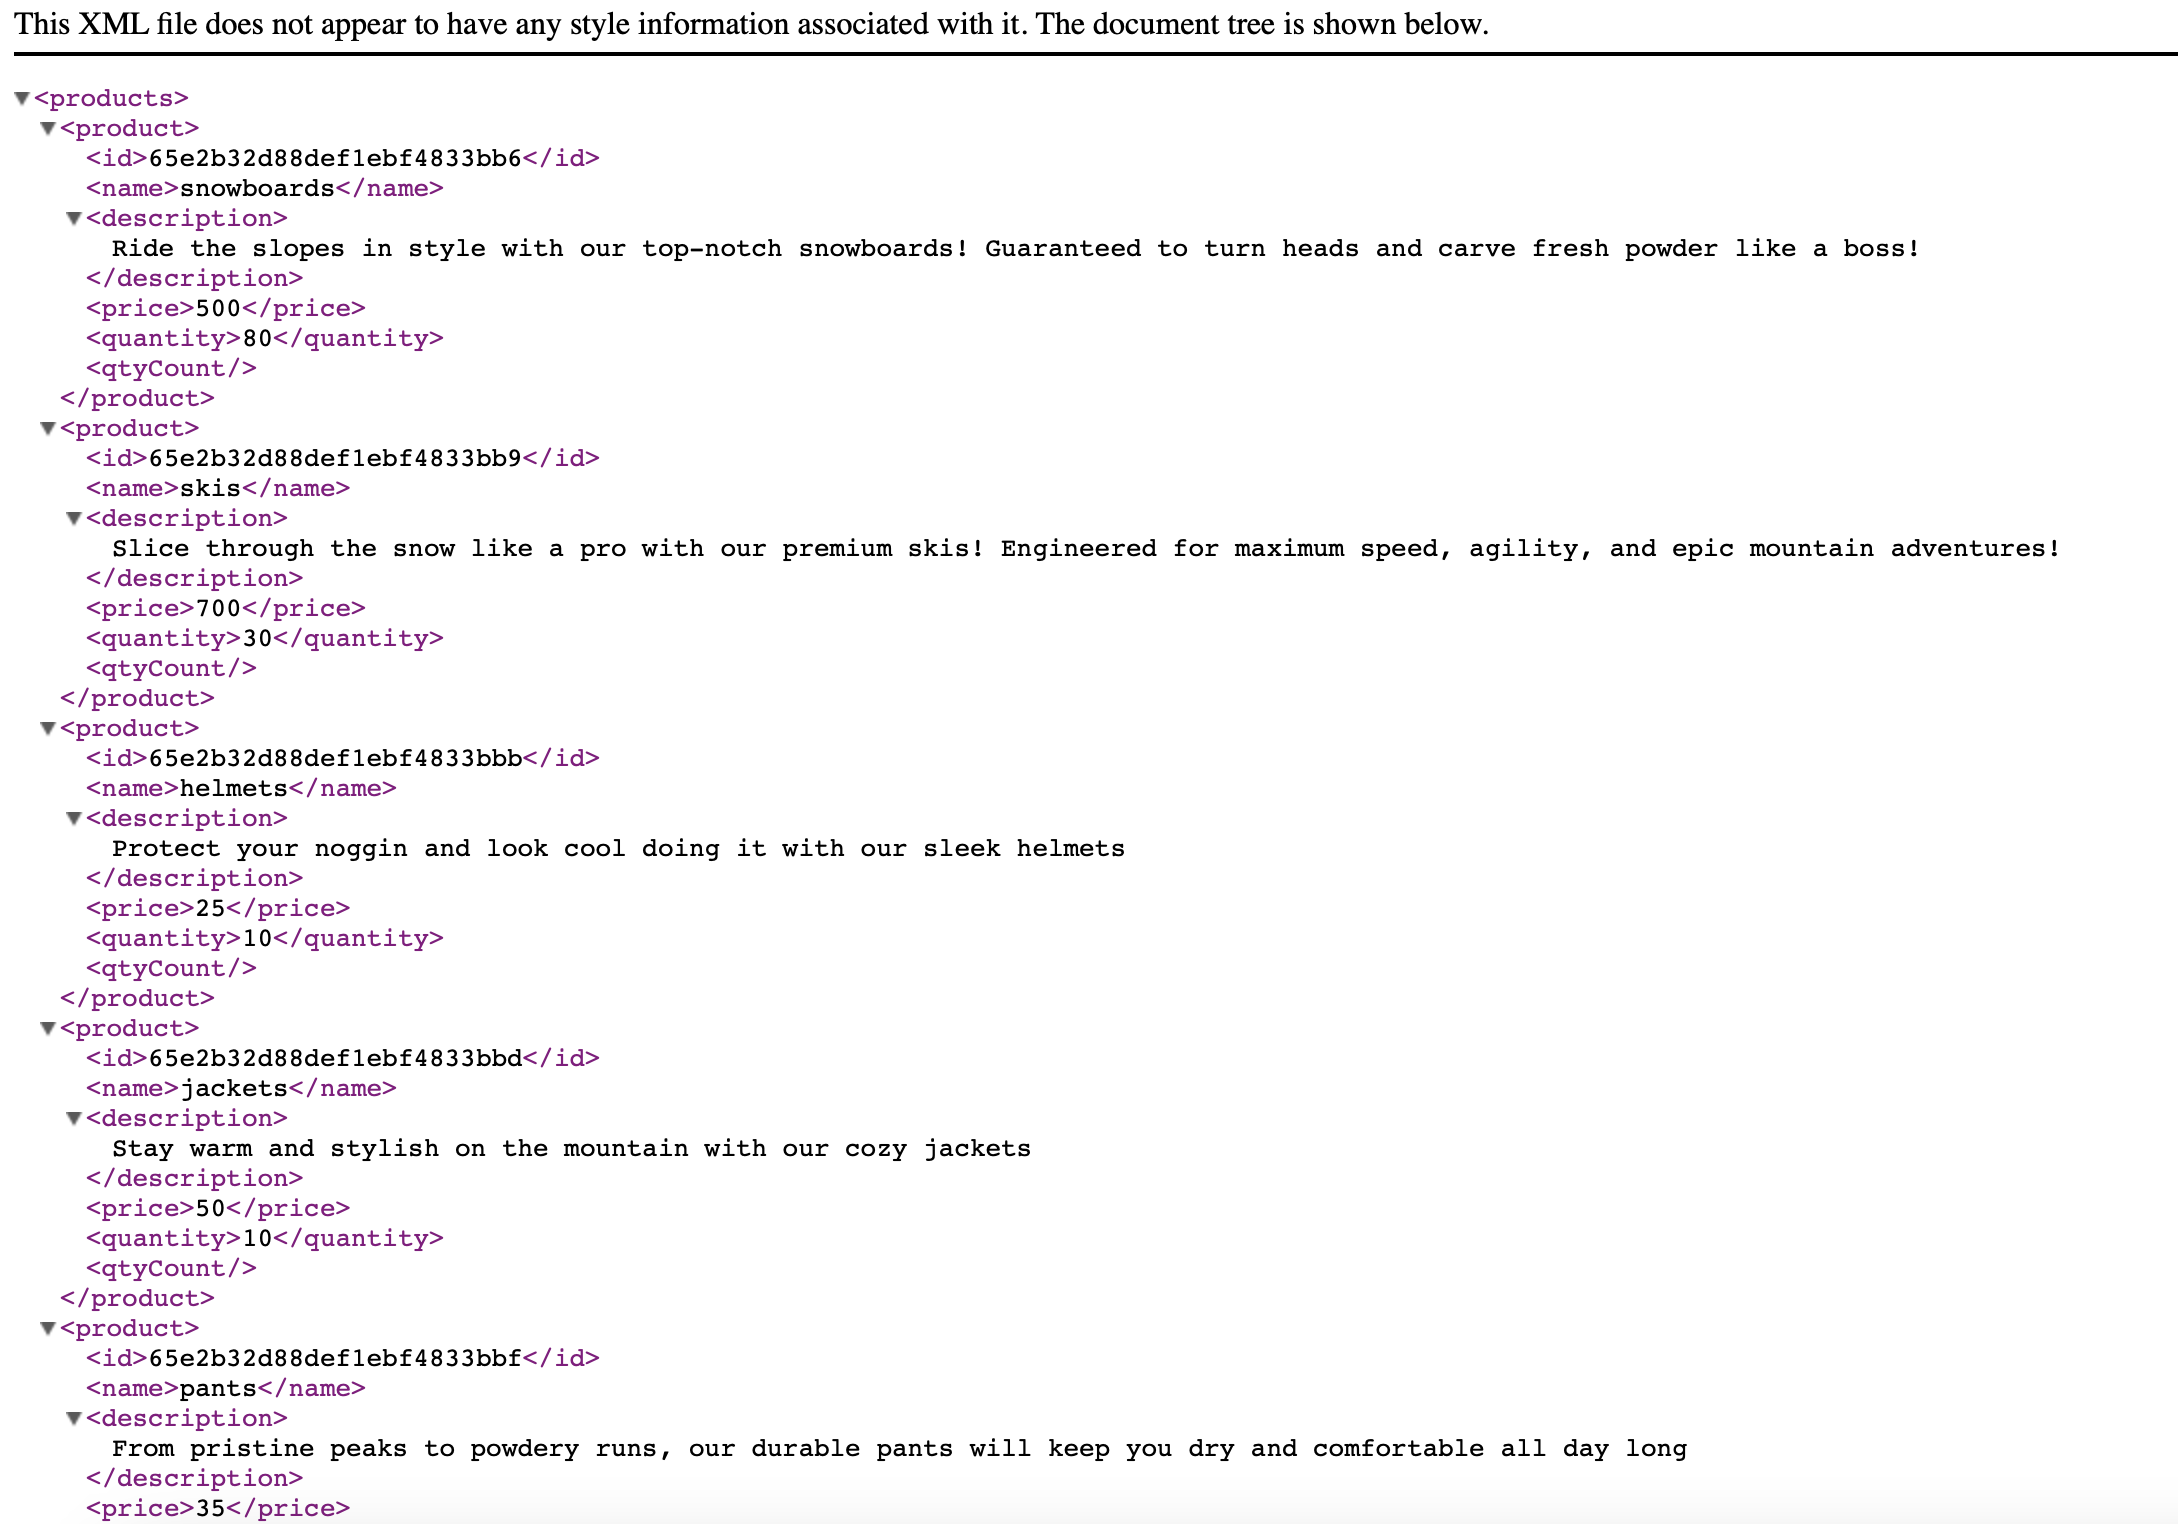 This XML file does not appear to have any style information associated with it. The document tree is shown below.
▼<products>
▼<product>
<id>65e2b32d88def1ebf4833bb6</id>
<name>snowboards</name>
▼<description>
Ride the slopes in style with our top-notch snowboards! Guaranteed to turn heads and carve fresh powder like a boss!
</description>
<price>500</price>
<quantity>80</quantity>
<qtyCount/>
</product>
▼<product>
<id>65e2b32d88def1ebf4833bb9</id>
<name>skis</name>
▼<description>
Slice through the snow like a pro with our premium skis! Engineered for maximum speed, agility, and epic mountain adventures!
</description>
<price>700</price>
<quantity>30</quantity>
<qtyCount/>
</product>
▼<product>
<id>65e2b32d88def1ebf4833bbb</id>
<name>helmets</name>
▼<description>
Protect your noggin and look cool doing it with our sleek helmets
</description>
<price>25</price>
<quantity>10</quantity>
<qtyCount/>
</product>
▼<product>
<id>65e2b32d88def1ebf4833bbd</id>
<name>jackets</name>
▼<description>
Stay warm and stylish on the mountain with our cozy jackets
</description>
<price>50</price>
<quantity>10</quantity>
<qtyCount/>
</product>
▼<product>
<id>65e2b32d88def1ebf4833bbf</id>
<name>pants</name>
▼<description>
From pristine peaks to powdery runs, our durable pants will keep you dry and comfortable all day long
</description>
<price>35</price>